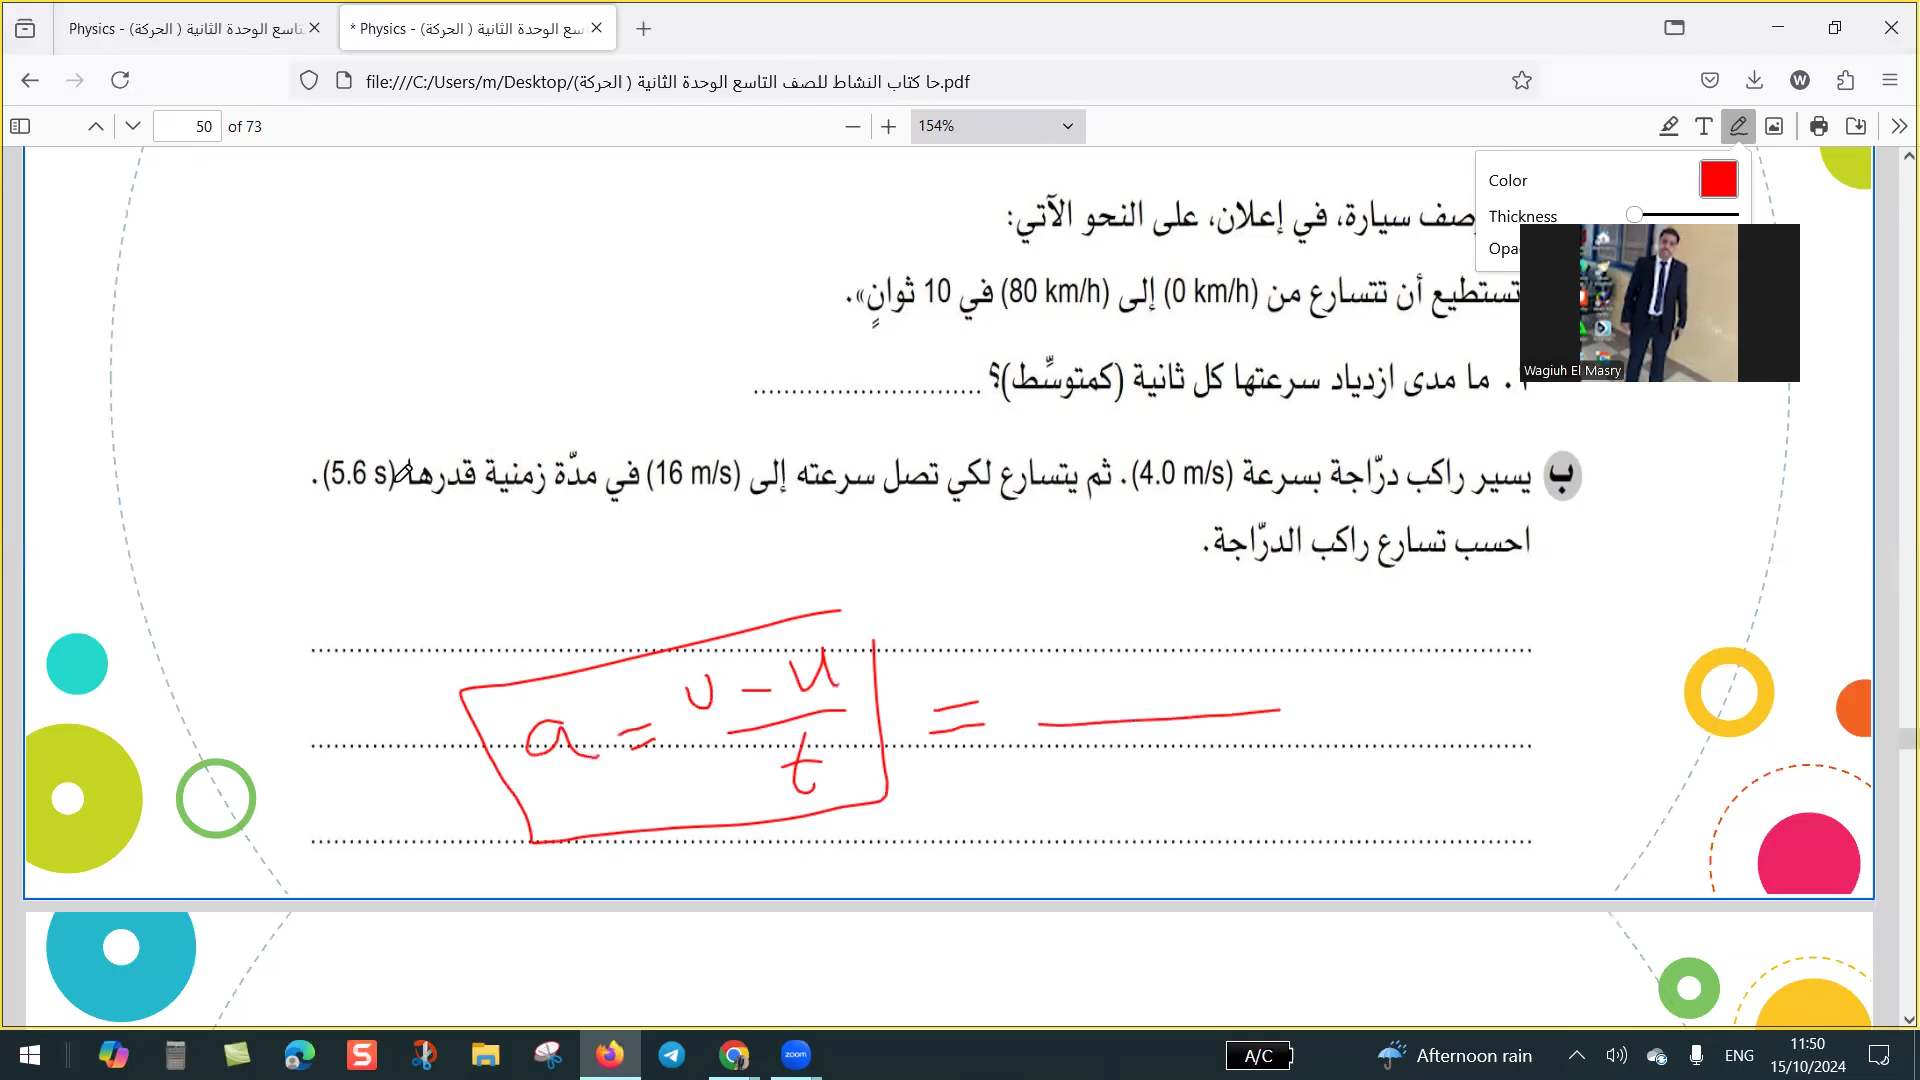 Physics - تاسع الوحدة الثانية ( الحركة)
* Physics - تاسع الوحدة الثانية ( الحركة)
file:///C:/Users/m/Desktop/حا كتاب النشاط للصف التاسع الوحدة الثانية ( الحركة).pdf
50 of 73
154%
Color
Thickness
صف سيارة، في إعلان، على النحو الآتي:
تستطيع أن تتسارع من (0 km/h) إلى (80 km/h) في 10 ثوانٍ».
١. ما مدى ازدياد سرعتها كل ثانية (كمتوسِّط)؟ ..............................
Wagiuh El Masry
ب يسير راكب درّاجة بسرعة (4.0 m/s). ثم يتسارع لكي تصل سرعته إلى (16 m/s) في مدّة زمنية قدرها (5.6 s).
احسب تسارع راكب الدرّاجة.
a = v - u / t =
A/C
Afternoon rain
ENG
11:50
15/10/2024
zoom